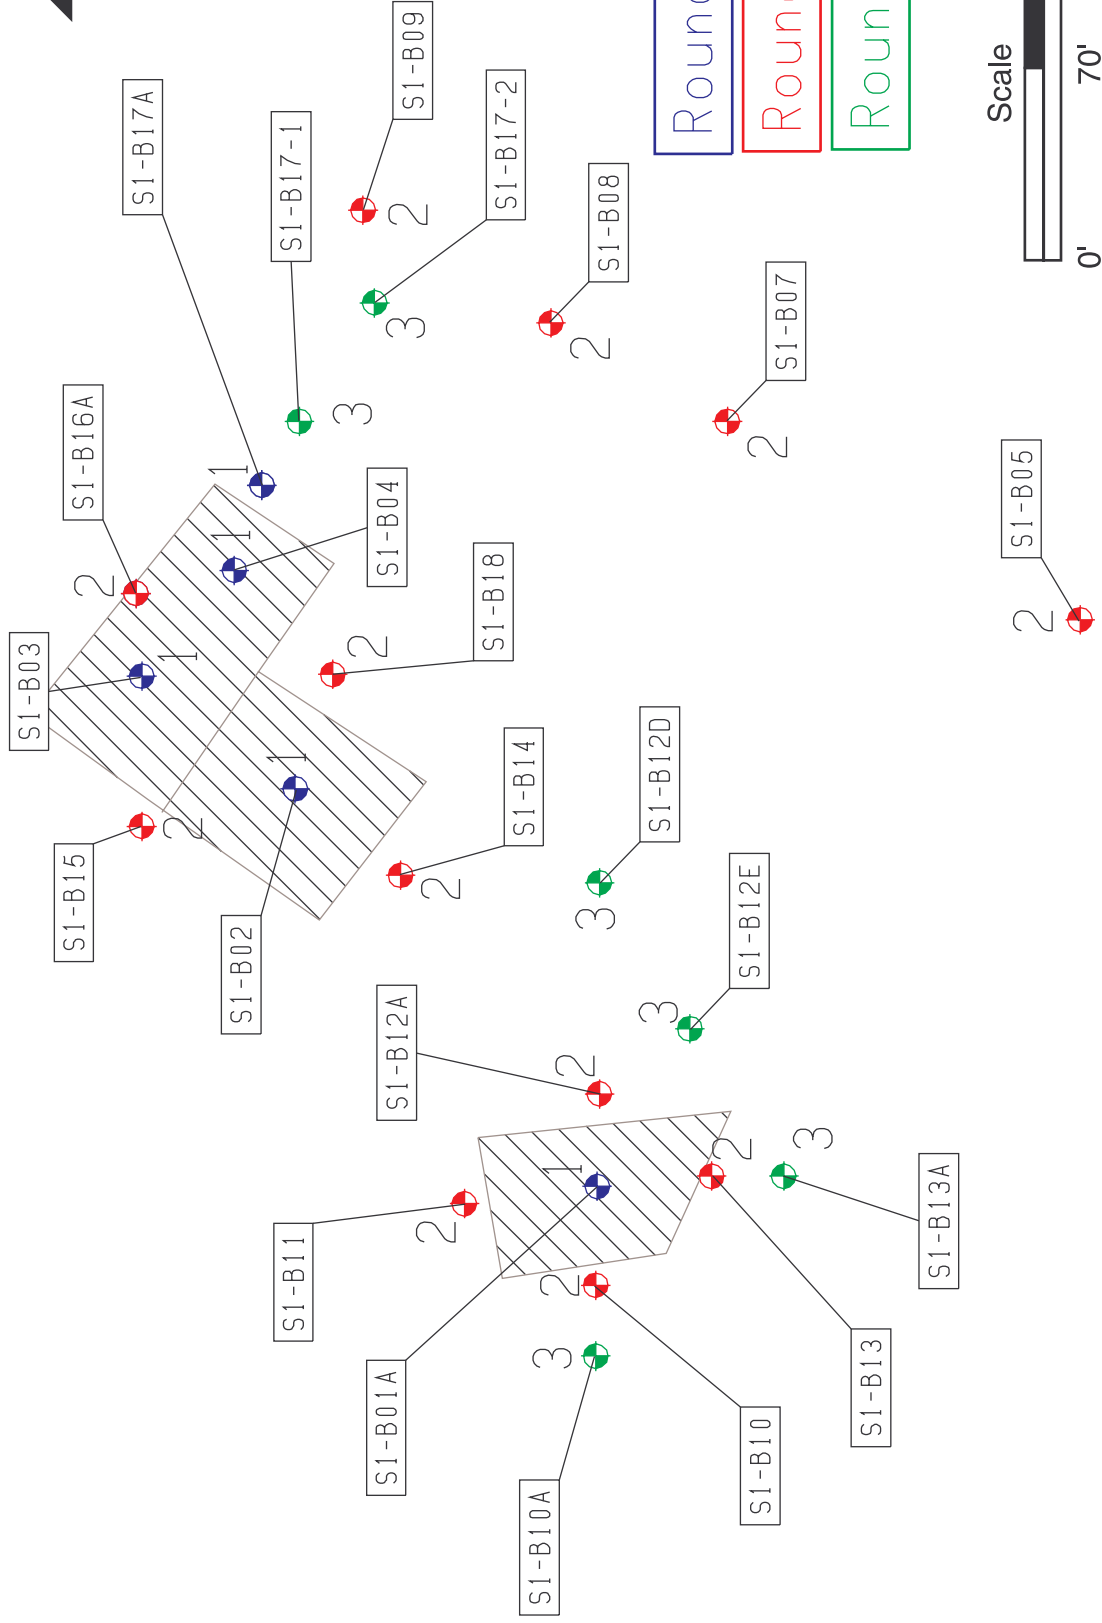 S1-B03
S1-B15
S1-B16A
2
S1-B17A
1
2
1
1
S1-B02
1
S1-B17-1
S1-B11
3
2
S1-B01A
S1-B04
S1-B12A
3
2
S1-B09
2
2
S1-B18
S1-B17-2
S1-B14
S1-B10A
3
2
1
2
2
3
S1-B08
3
S1-B12D
Roun
2
S1-B12E
S1-B10
2
Roun
S1-B07
3
S1-B13
Roun
S1-B13A
Scale
S1-B05
2
0' 70'